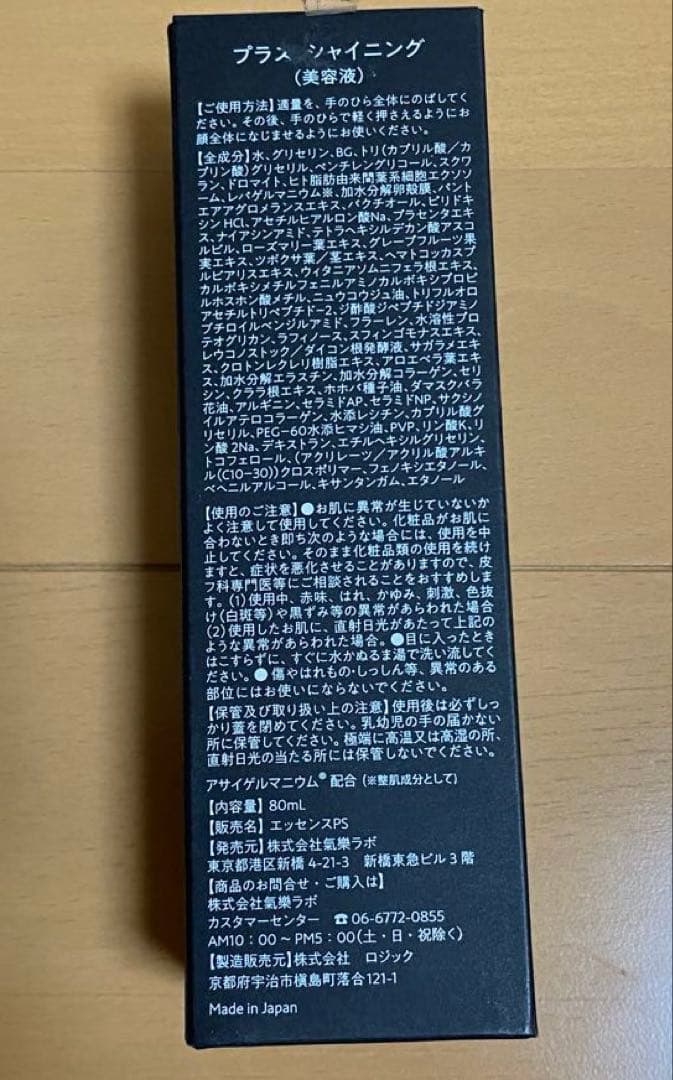 プラス シャイニング
(美容液)
【ご使用方法】適量を、手のひら全体にのばしてく
ださい。その後、手のひらで軽く押さえるようにお
顔全体になじませるようにお使いください。
【全成分】水、グリセリン、BG、トリ(カプリル酸/カ
プリン酸)グリセリル、ペンチレングリコール、スクワ
ラン、ドロマイト、ヒト脂肪由来間葉系細胞エクソソ
ーム、レパゲルマニウム※、加水分解卵殻膜、パント
エアアグロメランスエキス、バクチオール、ピリドキ
シンHCl、アセチルヒアルロン酸Na、プラセンタエキ
ス、ナイアシンアミド、テトラヘキシルデカン酸アスコ
ルビル、ローズマリー葉エキス、グレープフルーツ果
実エキス、ツボクサ葉/茎エキス、ヘマトコッカスプ
ルビアリスエキス、ウィタニアソムニフェラ根エキス、
カルボキシメチルフェニルアミノカルボキシプロピ
ルホスホン酸メチル、ニュウコウジュ油、トリフルオロ
アセチルトリペプチド-2、ジ酢酸ジペプチドジアミノ
ブチロイルベンジルアミド、フラーレン、水溶性プロ
テオグリカン、ラフィノース、スフィンゴモナスエキス、
レウコノストック/ダイコン根発酵液、サガラメエキ
ス、クロトンレクレリ樹脂エキス、アロエベラ葉エキ
ス、加水分解エラスチン、加水分解コラーゲン、セリ
シン、クララ根エキス、ホホバ種子油、ダマスクバラ
花油、アルギニン、セラミドAP、セラミドNP、サクシノ
イルアテロコラーゲン、水添レシチン、カプリル酸グ
リセリル、PEG-60水添ヒマシ油、PVP、リン酸K、リ
ン酸2Na、デキストラン、エチルヘキシルグリセリン、
トコフェロール、(アクリレーツ/アクリル酸アルキ
ル(C10-30))クロスポリマー、フェノキシエタノール、
ベヘニルアルコール、キサンタンガム、エタノール
【使用のご注意】●お肌に異常が生じていないか
よく注意して使用してください。化粧品がお肌に
合わないとき即ち次のような場合には、使用を中
止してください。そのまま化粧品類の使用を続け
ますと、症状を悪化させることがありますので、皮
フ科専門医等にご相談されることをおすすめしま
す。(1)使用中、赤味、はれ、かゆみ、刺激、色抜
け(白斑等)や黒ずみ等の異常があらわれた場合
(2)使用したお肌に、直射日光があたって上記の
ような異常があらわれた場合。●目に入ったとき
はこすらずに、すぐに水かぬるま湯で洗い流してく
ださい。●傷やはれもの・しっしん等、異常のある
部位にはお使いにならないでください。
【保管及び取り扱い上の注意】使用後は必ずしっ
かり蓋を閉めてください。乳幼児の手の届かない
所に保管してください。極端に高温又は高湿の所、
直射日光の当たる所には保管しないでください。
アサイゲルマニウム®配合(※整肌成分として)
【内容量】80mL
【販売名】エッセンスPS
【発売元】株式会社氣樂ラボ
東京都港区新橋4-21-3 新橋東急ビル3階
【商品のお問合せ・ご購入は】
株式会社氣樂ラボ
カスタマーセンター ☎06-6772-0855
AM10:00~PM5:00(土・日・祝除く)
【製造販売元】株式会社 ロジック
京都府宇治市槇島町落合121-1
Made in Japan